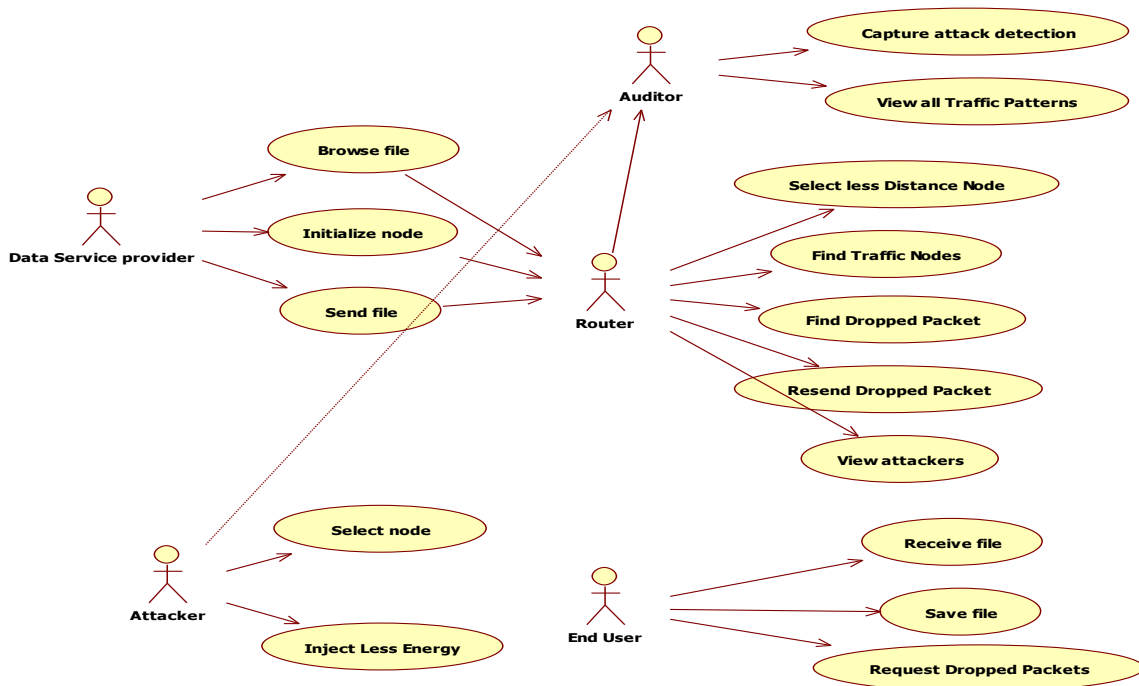 Capture attack detection
Auditor
View all Traffic Patterns
Browse file
Select less Distance Node
Initialize node
Data Service provider
Find Traffic Nodes
Send file
Router
Find Dropped Packet
Resend Dropped Packet
View attackers
Select node
Receive file
Attacker
Save file
End User
Inject Less Energy
Request Dropped Packets